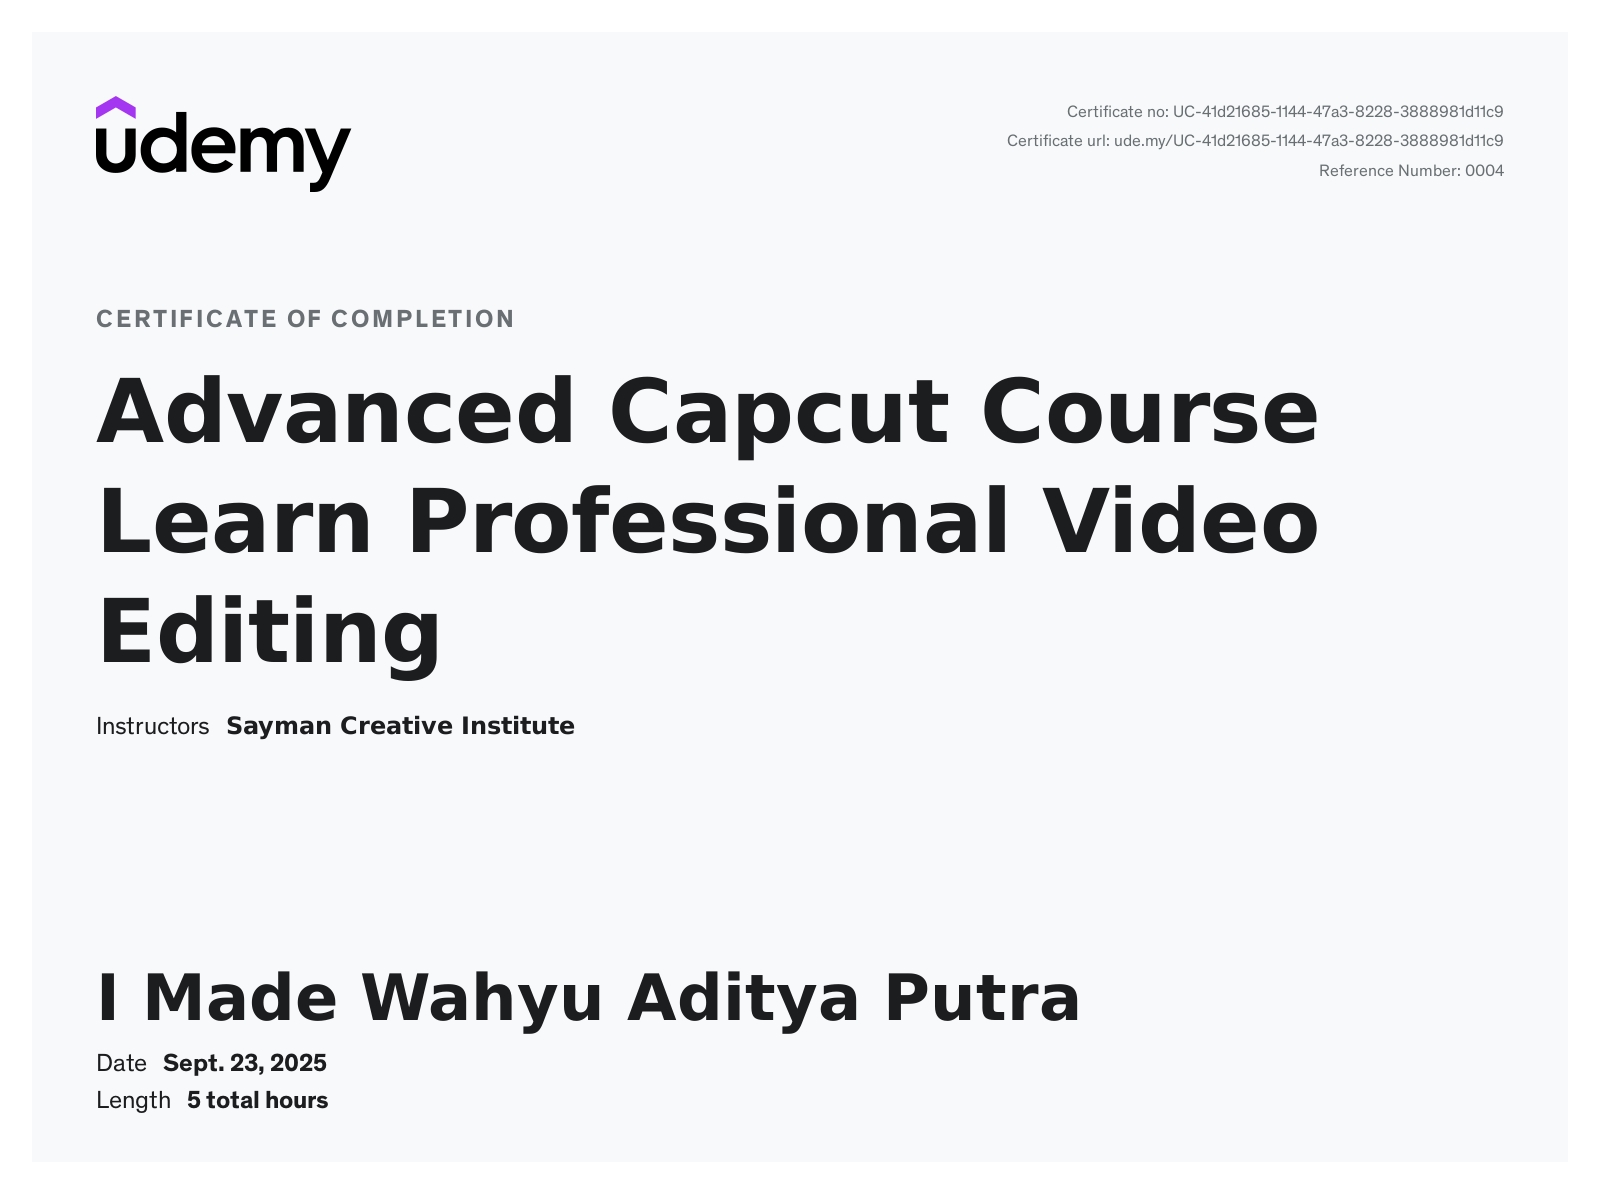 udemy
Certificate no: UC-41d21685-1144-47a3-8228-3888981d11c9
Certificate url: ude.my/UC-41d21685-1144-47a3-8228-3888981d11c9
Reference Number: 0004
CERTIFICATE OF COMPLETION
Advanced Capcut Course
Learn Professional Video
Editing
Instructors Sayman Creative Institute
I Made Wahyu Aditya Putra
Date Sept. 23, 2025
Length 5 total hours